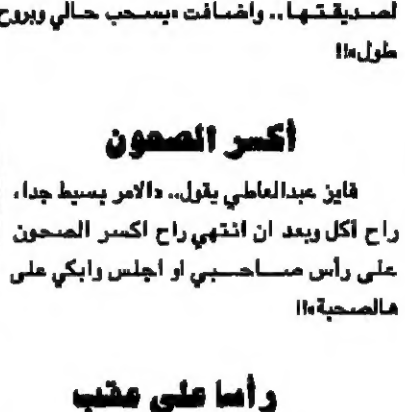 لصديقتها.. واضافت «بسحب حالي وبروح
طول»!!
أكسر الصحون
فايز عبدالعاطي يقول.. «الامر بسيط جدا،
راح أكل وبعد ان انتهي راح اكسر الصحون
على رأس صاحبي او اجلس وابكي على
هالصحبة»!!
رأسا على عقب